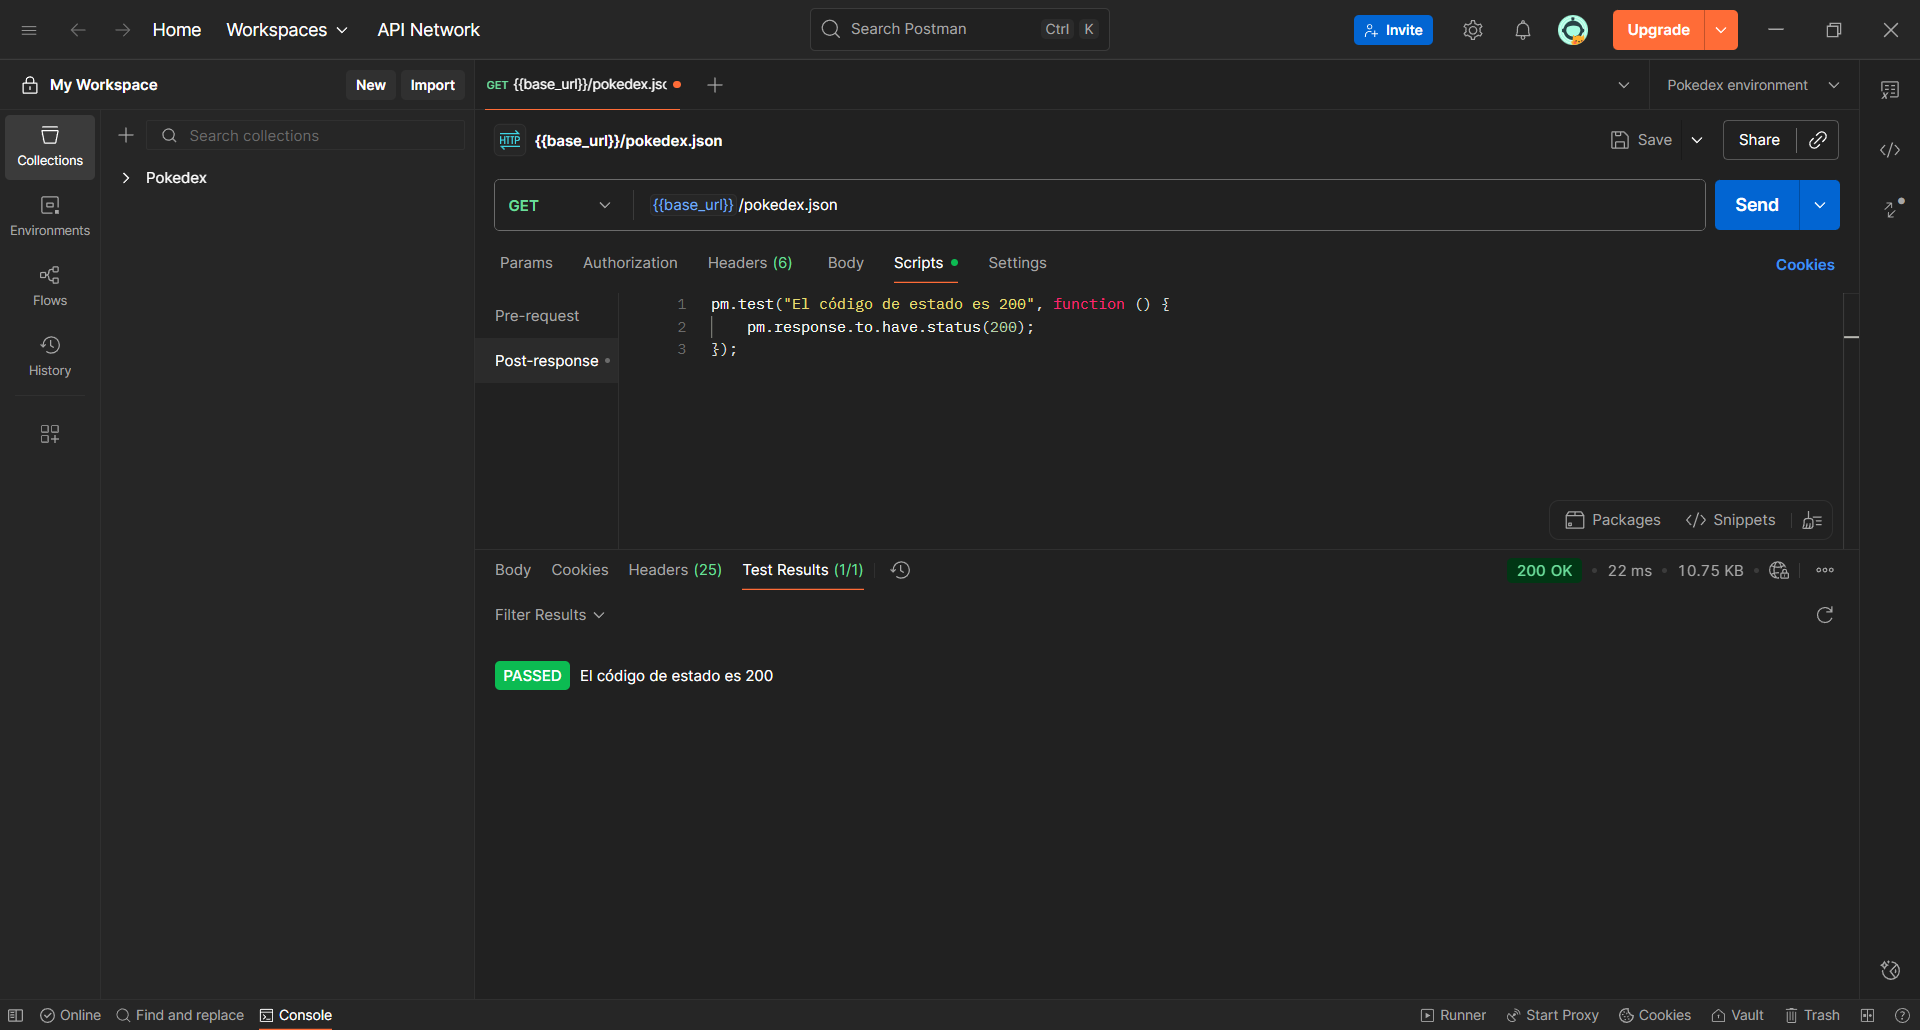 Home
Workspaces
API Network
Search Postman
Ctrl
K
Invite
Upgrade
My Workspace
New
Import
GET {{base_url}}/pokedex.jsc
Pokedex environment
Collections
Environments
Flows
History
Search collections
Pokedex
HTTP
{{base_url}}/pokedex.json
Save
Share
GET
{{base_url}} /pokedex.json
Send
Params
Authorization
Headers (6)
Body
Scripts
Settings
Cookies
Pre-request
Post-response
1 pm.test("El código de estado es 200", function () {
2 pm.response.to.have.status(200);
3 });
Packages
Snippets
Body
Cookies
Headers (25)
Test Results (1/1)
200 OK
22 ms
10.75 KB
Filter Results
PASSED
El código de estado es 200
Online
Find and replace
Console
Runner
Start Proxy
Cookies
Vault
Trash